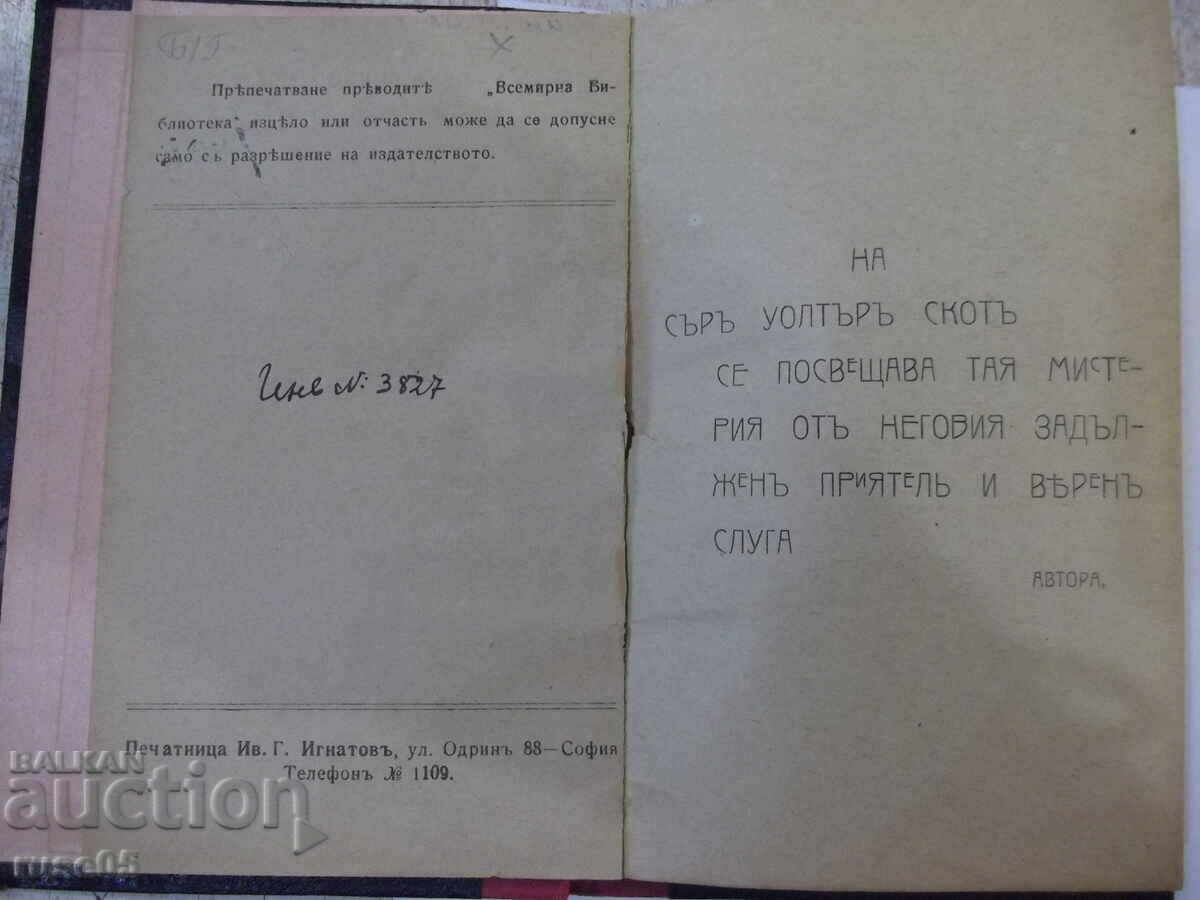 Б/Г
Прѣпечатване прѣводитѣ „Всемирна Би-
блиотека“ изцѣло или отчасть може да се допусне
само съ разрѣшение на издателството.
Инв №: 3827
Печатница Ив. Г. Игнатовъ, ул. Одринъ 88—София
Телефонъ № 1109.
НА
СЪРЪ УОЛТЪРЪ СКОТЪ
СЕ ПОСВЕЩАВА ТАЯ МИСТЕ-
РИЯ ОТЪ НЕГОВИЯ ЗАДЪЛ-
ЖЕНЪ ПРИЯТЕЛЬ И ВѢРЕНЪ
СЛУГА
АВТОРА.
BALKAN
auction
ruse05